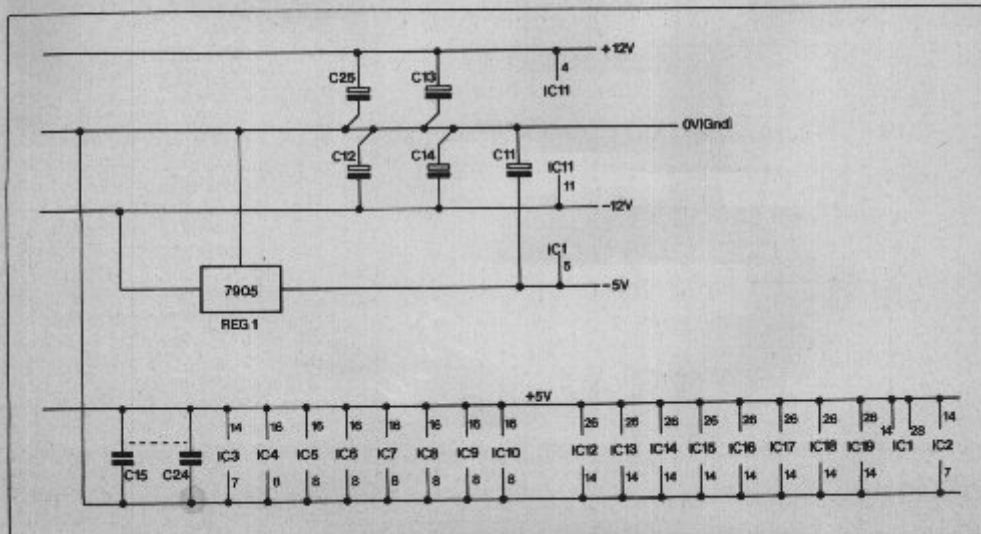 +12V
C25
C13
4
IC11
0V(Gnd)
C12
C14
C11
IC11
11
-12V
IC1
5
-5V
7905
REG.1
+5V
14 16 16 16 16 16 16 16 26 26 26 26 26 26 26 26 14 28 14
C15 C24 IC3 IC4 IC5 IC6 IC7 IC8 IC9 IC10 IC12 IC13 IC14 IC15 IC16 IC17 IC18 IC19 IC1 IC2
7 8 8 8 8 8 8 8 14 14 14 14 14 14 14 14 7